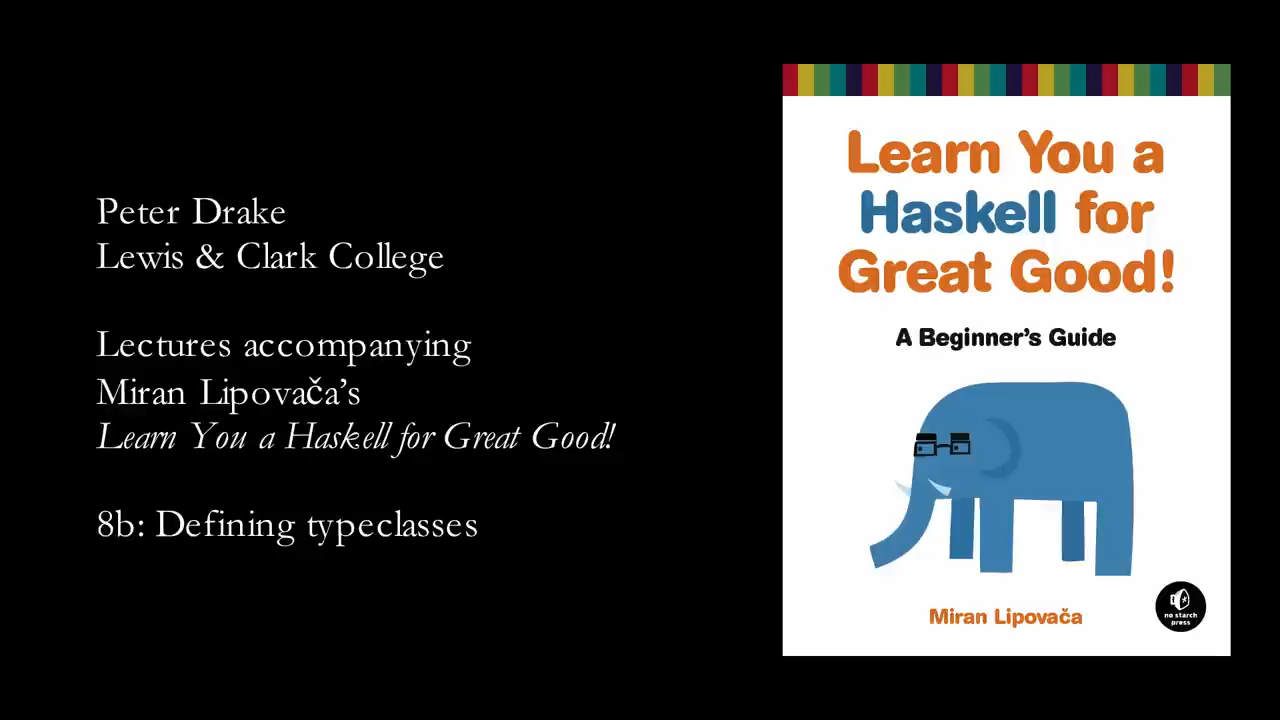 Peter Drake
Lewis & Clark College
Lectures accompanying
Miran Lipovača’s
Learn You a Haskell for Great Good!
8b: Defining typeclasses
Learn You a
Haskell for
Great Good!
A Beginner’s Guide
Miran Lipovača
no starch
press